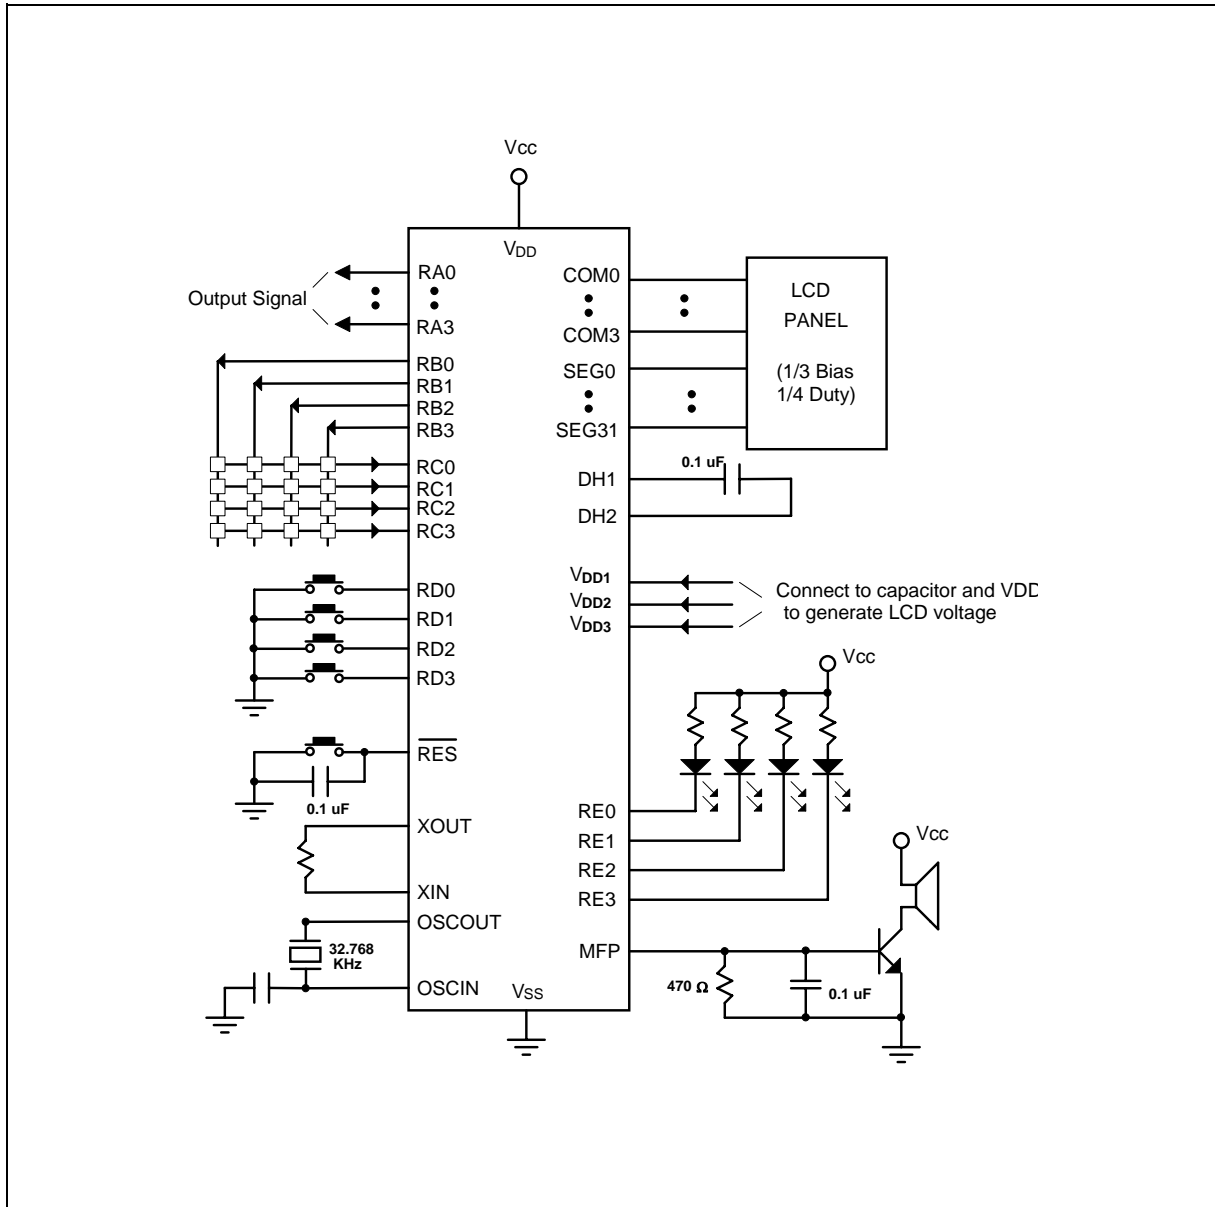 Vcc
VDD
Output Signal
RA0
RA3
RB0
RB1
RB2
RB3
RC0
RC1
RC2
RC3
RD0
RD1
RD2
RD3
RES
0.1 uF
XOUT
XIN
OSCOUT
32.768
KHz
OSCIN
VSS
COM0
COM3
SEG0
SEG31
LCD
PANEL
(1/3 Bias
1/4 Duty)
DH1
0.1 uF
DH2
VDD1
VDD2
VDD3
Connect to capacitor and VDD
to generate LCD voltage
Vcc
RE0
RE1
RE2
RE3
Vcc
MFP
470 Ω
0.1 uF